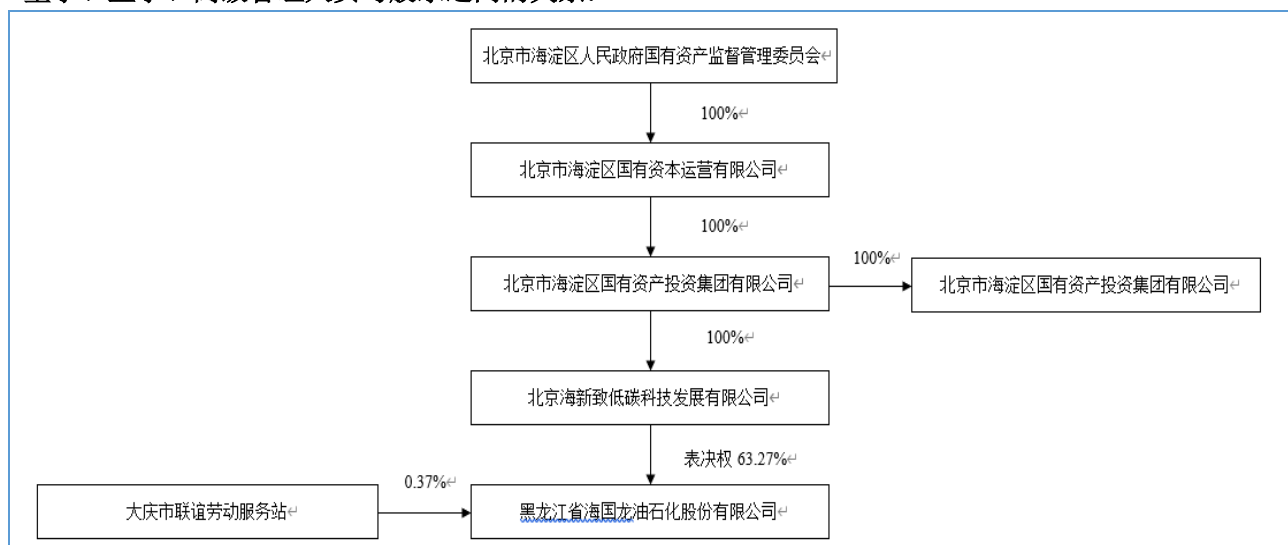 北京市海淀区人民政府国有资产监督管理委员会↵
100%↵
北京市海淀区国有资本运营有限公司↵
100%↵
北京市海淀区国有资产投资集团有限公司↵
100%↵
北京市海淀区国有资产投资集团有限公司↵
100%↵
北京海新致低碳科技发展有限公司↵
表决权 63.27%↵
0.37%↵
大庆市联谊劳动服务站↵
黑龙江省海国龙油石化股份有限公司↵